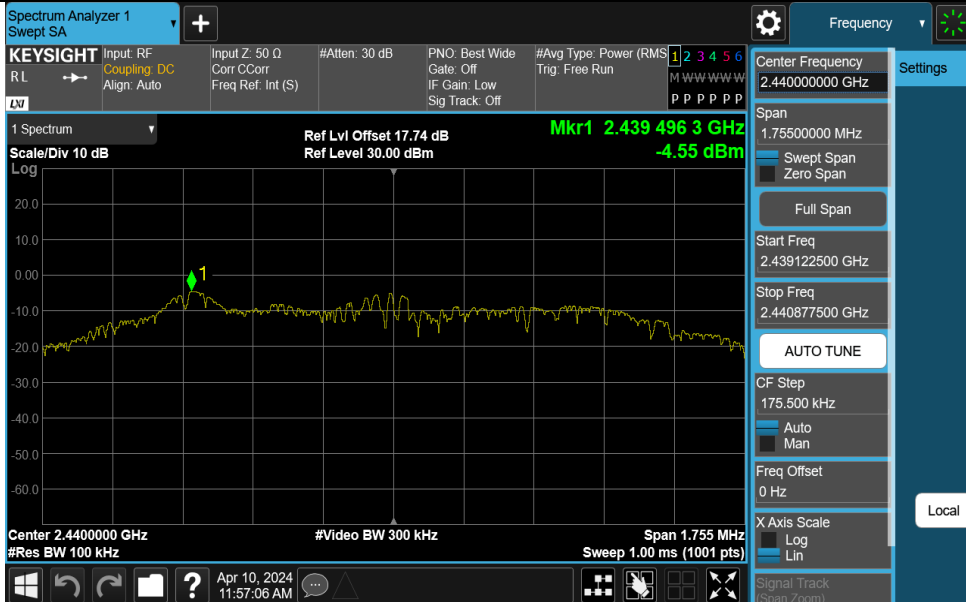 Spectrum Analyzer 1
Swept SA
+
Frequency
KEYSIGHT
R L
LXI
Input: RF
Coupling: DC
Align: Auto
Input Z: 50 Ω
Corr CCorr
Freq Ref: Int (S)
#Atten: 30 dB
PNO: Best Wide
Gate: Off
IF Gain: Low
Sig Track: Off
#Avg Type: Power (RMS
Trig: Free Run
1 2 3 4 5 6
M W W W W W
P P P P P P
1 Spectrum
Scale/Div 10 dB
Log
Ref Lvl Offset 17.74 dB
Ref Level 30.00 dBm
Mkr1 2.439 496 3 GHz
-4.55 dBm
20.0
10.0
0.00
-10.0
-20.0
-30.0
-40.0
-50.0
-60.0
1
Center 2.4400000 GHz
#Res BW 100 kHz
#Video BW 300 kHz
Span 1.755 MHz
Sweep 1.00 ms (1001 pts)
Apr 10, 2024
11:57:06 AM
?
Center Frequency
2.440000000 GHz
Span
1.75500000 MHz
Swept Span
Zero Span
Full Span
Start Freq
2.439122500 GHz
Stop Freq
2.440877500 GHz
AUTO TUNE
CF Step
175.500 kHz
Auto
Man
Freq Offset
0 Hz
X Axis Scale
Log
Lin
Signal Track
(Span Zoom)
Settings
Local